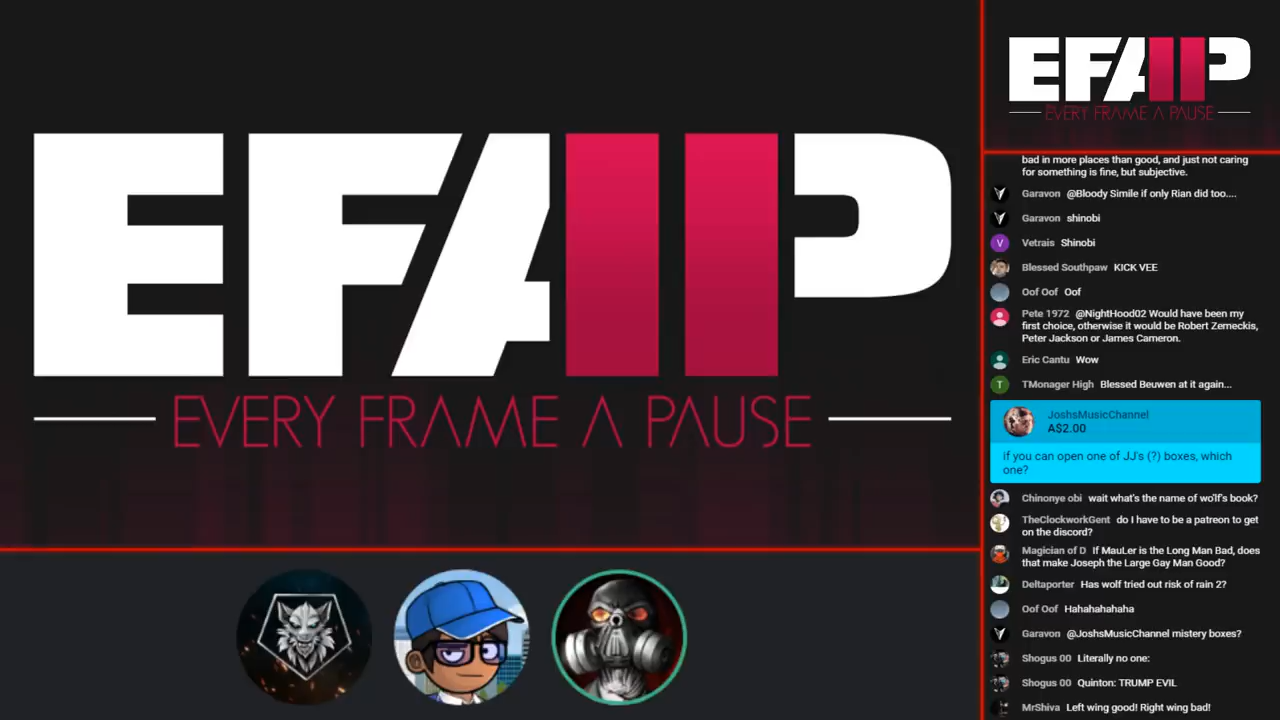 EFAP
EVERY FRAME A PAUSE
EFAP
EVERY FRAME A PAUSE
bad in more places than good, and just not caring
for something is fine, but subjective.
Garavon @Bloody Simile if only Rian did too....
Garavon shinobi
V
Vetrais Shinobi
Blessed Southpaw KICK VEE
Oof Oof Oof
Pete 1972 @NightHood02 Would have been my
first choice, otherwise it would be Robert Zemeckis,
Peter Jackson or James Cameron.
Eric Cantu Wow
T
TMonager High Blessed Beuwen at it again...
JoshsMusicChannel
A$2.00
if you can open one of JJ's (?) boxes, which
one?
Chinonye obi wait what's the name of wo'lf's book?
TheClockworkGent do I have to be a patreon to get
on the discord?
Magician of D If MauLer is the Long Man Bad, does
that make Joseph the Large Gay Man Good?
Deltaporter Has wolf tried out risk of rain 2?
Oof Oof Hahahahahaha
Garavon @JoshsMusicChannel mistery boxes?
Shogus 00 Literally no one:
Shogus 00 Quinton: TRUMP EVIL
MrShiva Left wing good! Right wing bad!